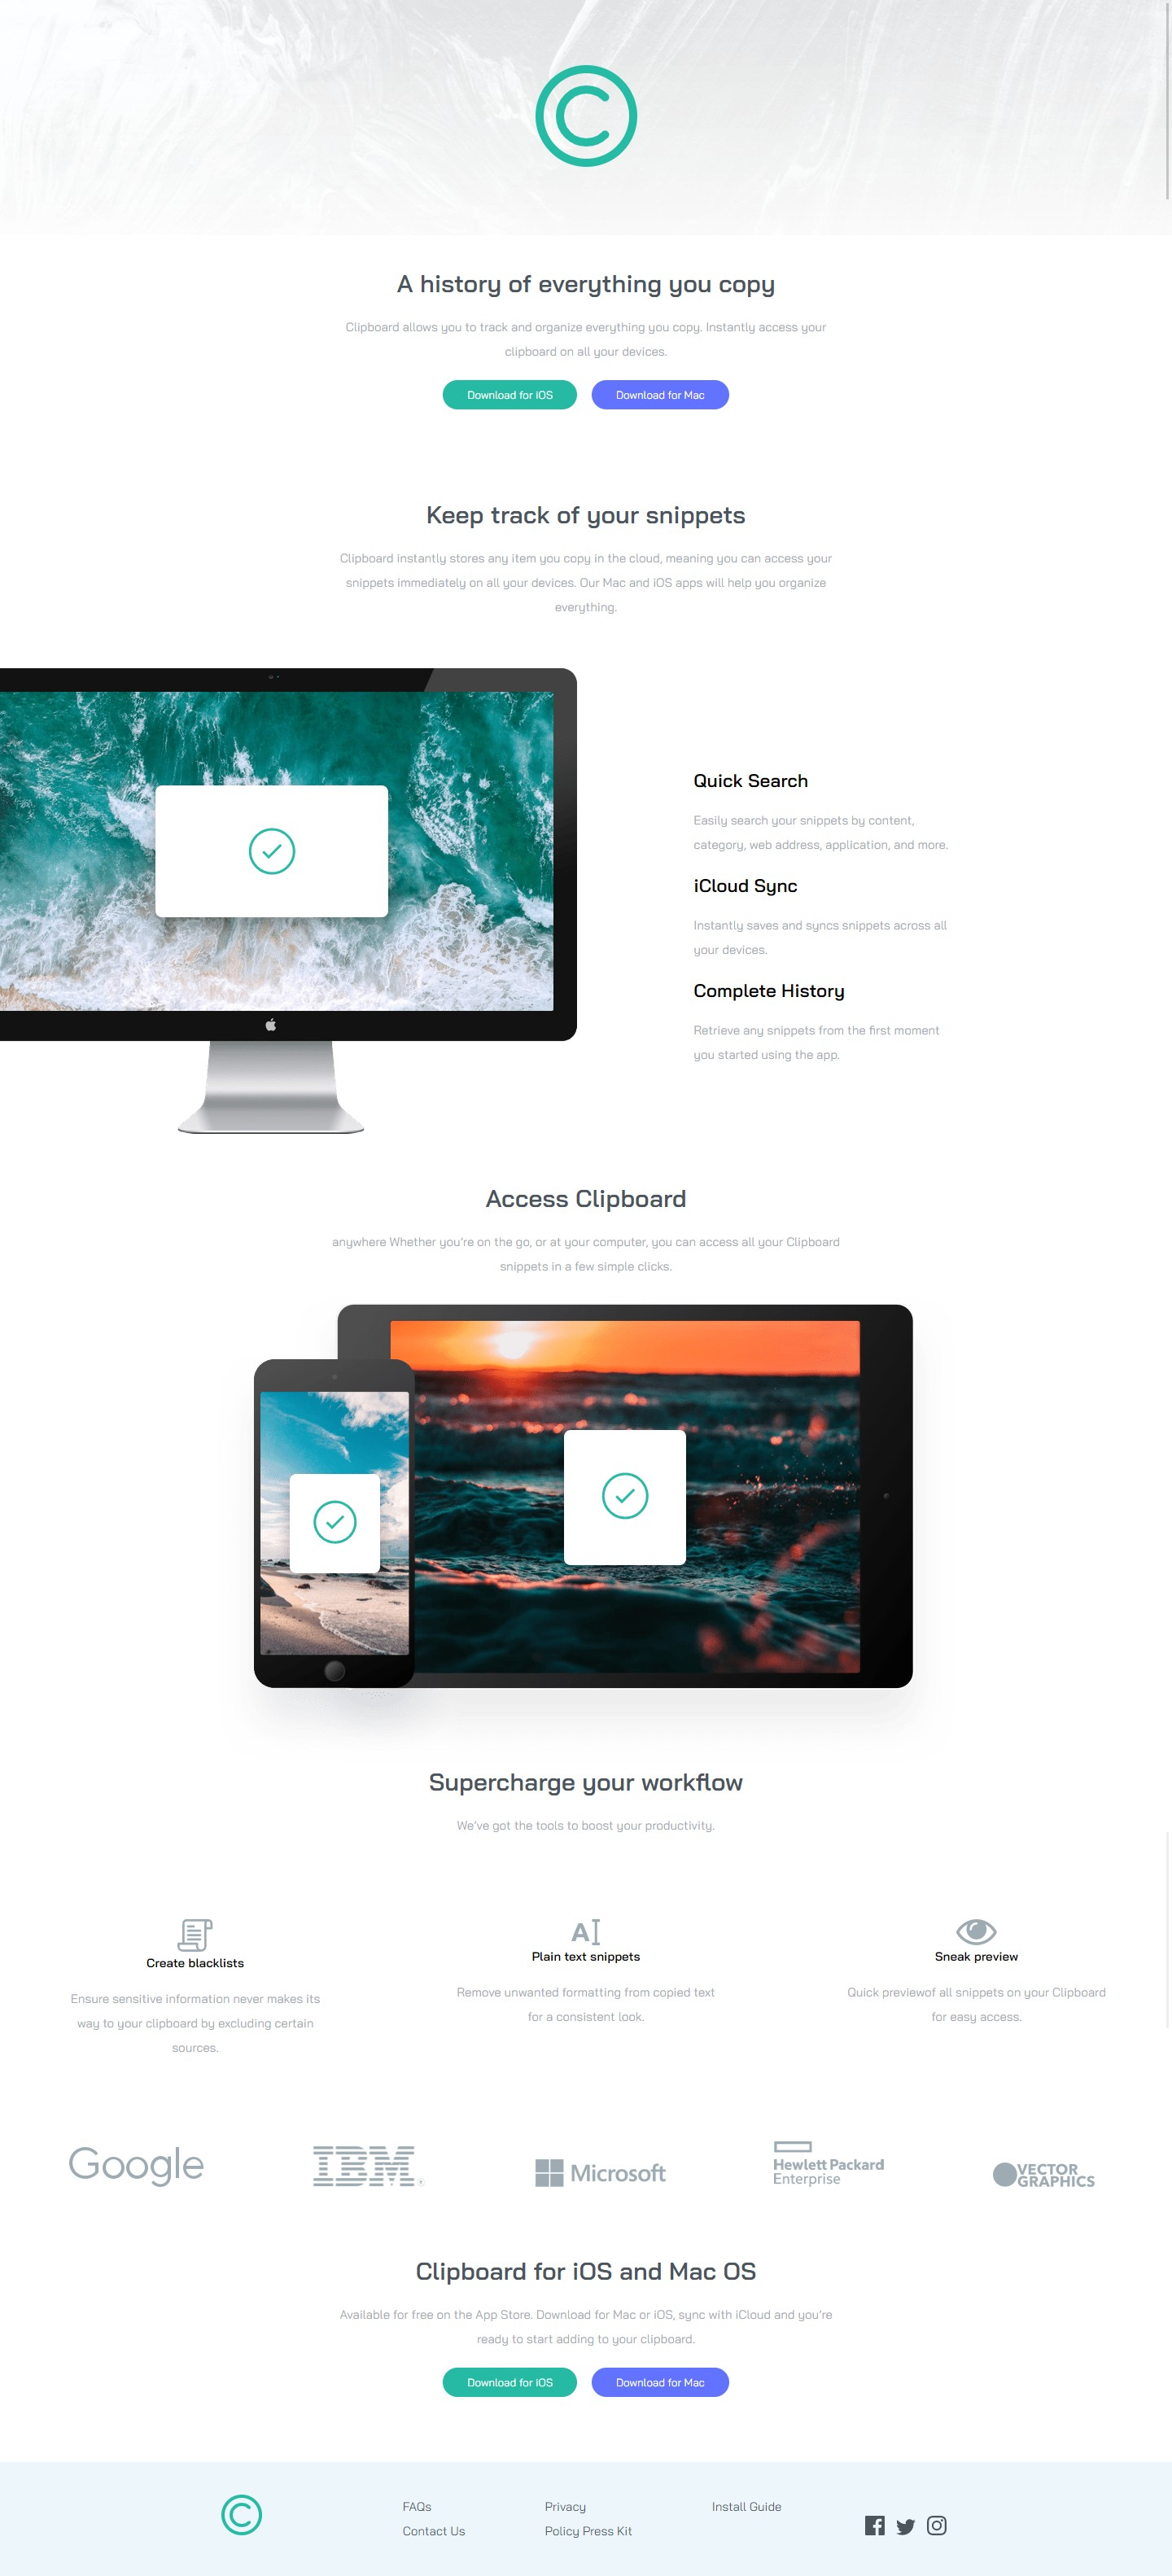 A history of everything you copy
Clipboard allows you to track and organize everything you copy. Instantly access your
clipboard on all your devices.
Download for iOS
Download for Mac
Keep track of your snippets
Clipboard instantly stores any item you copy in the cloud, meaning you can access your
snippets immediately on all your devices. Our Mac and iOS apps will help you organize
everything.
Quick Search
Easily search your snippets by content,
category, web address, application, and more.
iCloud Sync
Instantly saves and syncs snippets across all
your devices.
Complete History
Retrieve any snippets from the first moment
you started using the app.
Access Clipboard
anywhere Whether you're on the go, or at your computer, you can access all your Clipboard
snippets in a few simple clicks.
Supercharge your workflow
We've got the tools to boost your productivity.
Create blacklists
Ensure sensitive information never makes its
way to your clipboard by excluding certain
sources.
Plain text snippets
Remove unwanted formatting from copied text
for a consistent look.
Sneak preview
Quick previewof all snippets on your Clipboard
for easy access.
Google
IBM
Microsoft
Hewlett Packard
Enterprise
VECTOR
GRAPHICS
Clipboard for iOS and Mac OS
Available for free on the App Store. Download for Mac or iOS, sync with iCloud and you're
ready to start adding to your clipboard.
Download for iOS
Download for Mac
FAQs
Contact Us
Privacy
Policy Press Kit
Install Guide